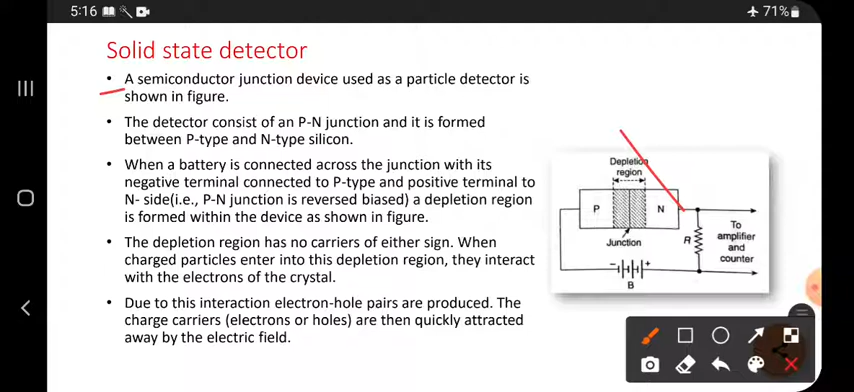 5:16
71%
Solid state detector
• A semiconductor junction device used as a particle detector is
shown in figure.
• The detector consist of an P-N junction and it is formed
between P-type and N-type silicon.
• When a battery is connected across the junction with its
negative terminal connected to P-type and positive terminal to
N- side(i.e., P-N junction is reversed biased) a depletion region
is formed within the device as shown in figure.
• The depletion region has no carriers of either sign. When
charged particles enter into this depletion region, they interact
with the electrons of the crystal.
• Due to this interaction electron-hole pairs are produced. The
charge carriers (electrons or holes) are then quickly attracted
away by the electric field.
Depletion
region
P
N
Junction
R
To
amplifier
and
counter
− +
B